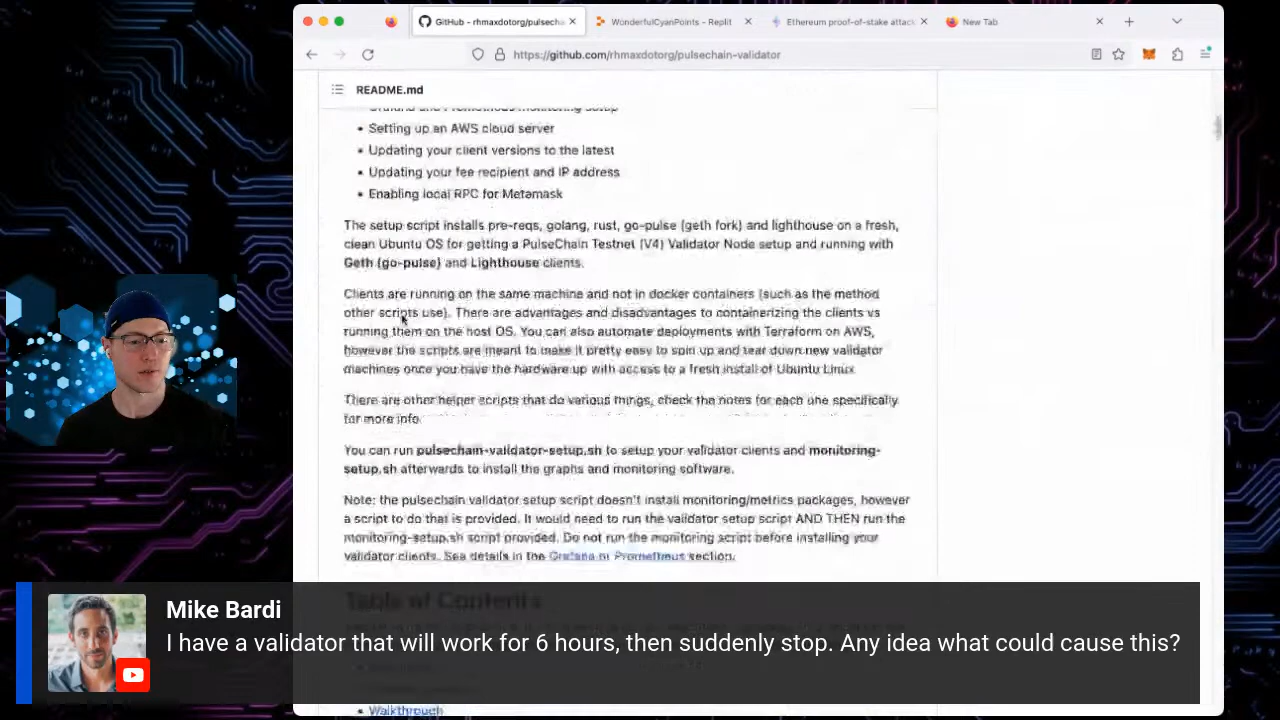 GitHub - rhmaxdotorg/pulsecha
WonderfulCyanPoints - Replit
Ethereum proof-of-stake attack
New Tab
https://github.com/rhmaxdotorg/pulsechain-validator
README.md
Grafana and Prometheus monitoring setup
• Setting up an AWS cloud server
• Updating your client versions to the latest
• Updating your fee recipient and IP address
• Enabling local RPC for Metamask
The setup script installs pre-reqs, golang, rust, go-pulse (geth fork) and lighthouse on a fresh,
clean Ubuntu OS for getting a PulseChain Testnet (V4) Validator Node setup and running with
Geth (go-pulse) and Lighthouse clients.
Clients are running on the same machine and not in docker containers (such as the method
other scripts use). There are advantages and disadvantages to containerizing the clients vs
running them on the host OS. You can also automate deployments with Terraform on AWS,
however the scripts are meant to make it pretty easy to spin up and tear down new validator
machines once you have the hardware up with access to a fresh install of Ubuntu Linux.
There are other helper scripts that do various things, check the notes for each one specifically
for more info.
You can run pulsechain-validator-setup.sh to setup your validator clients and monitoring-
setup.sh afterwards to install the graphs and monitoring software.
Note: the pulsechain validator setup script doesn't install monitoring/metrics packages, however
a script to do that is provided. It would need to run the validator setup script AND THEN run the
monitoring-setup.sh script provided. Do not run the monitoring script before installing your
validator clients. See details in the Grafana or Prometheus section.
Table of Contents
Mike Bardi
I have a validator that will work for 6 hours, then suddenly stop. Any idea what could cause this?
• Walkthrough